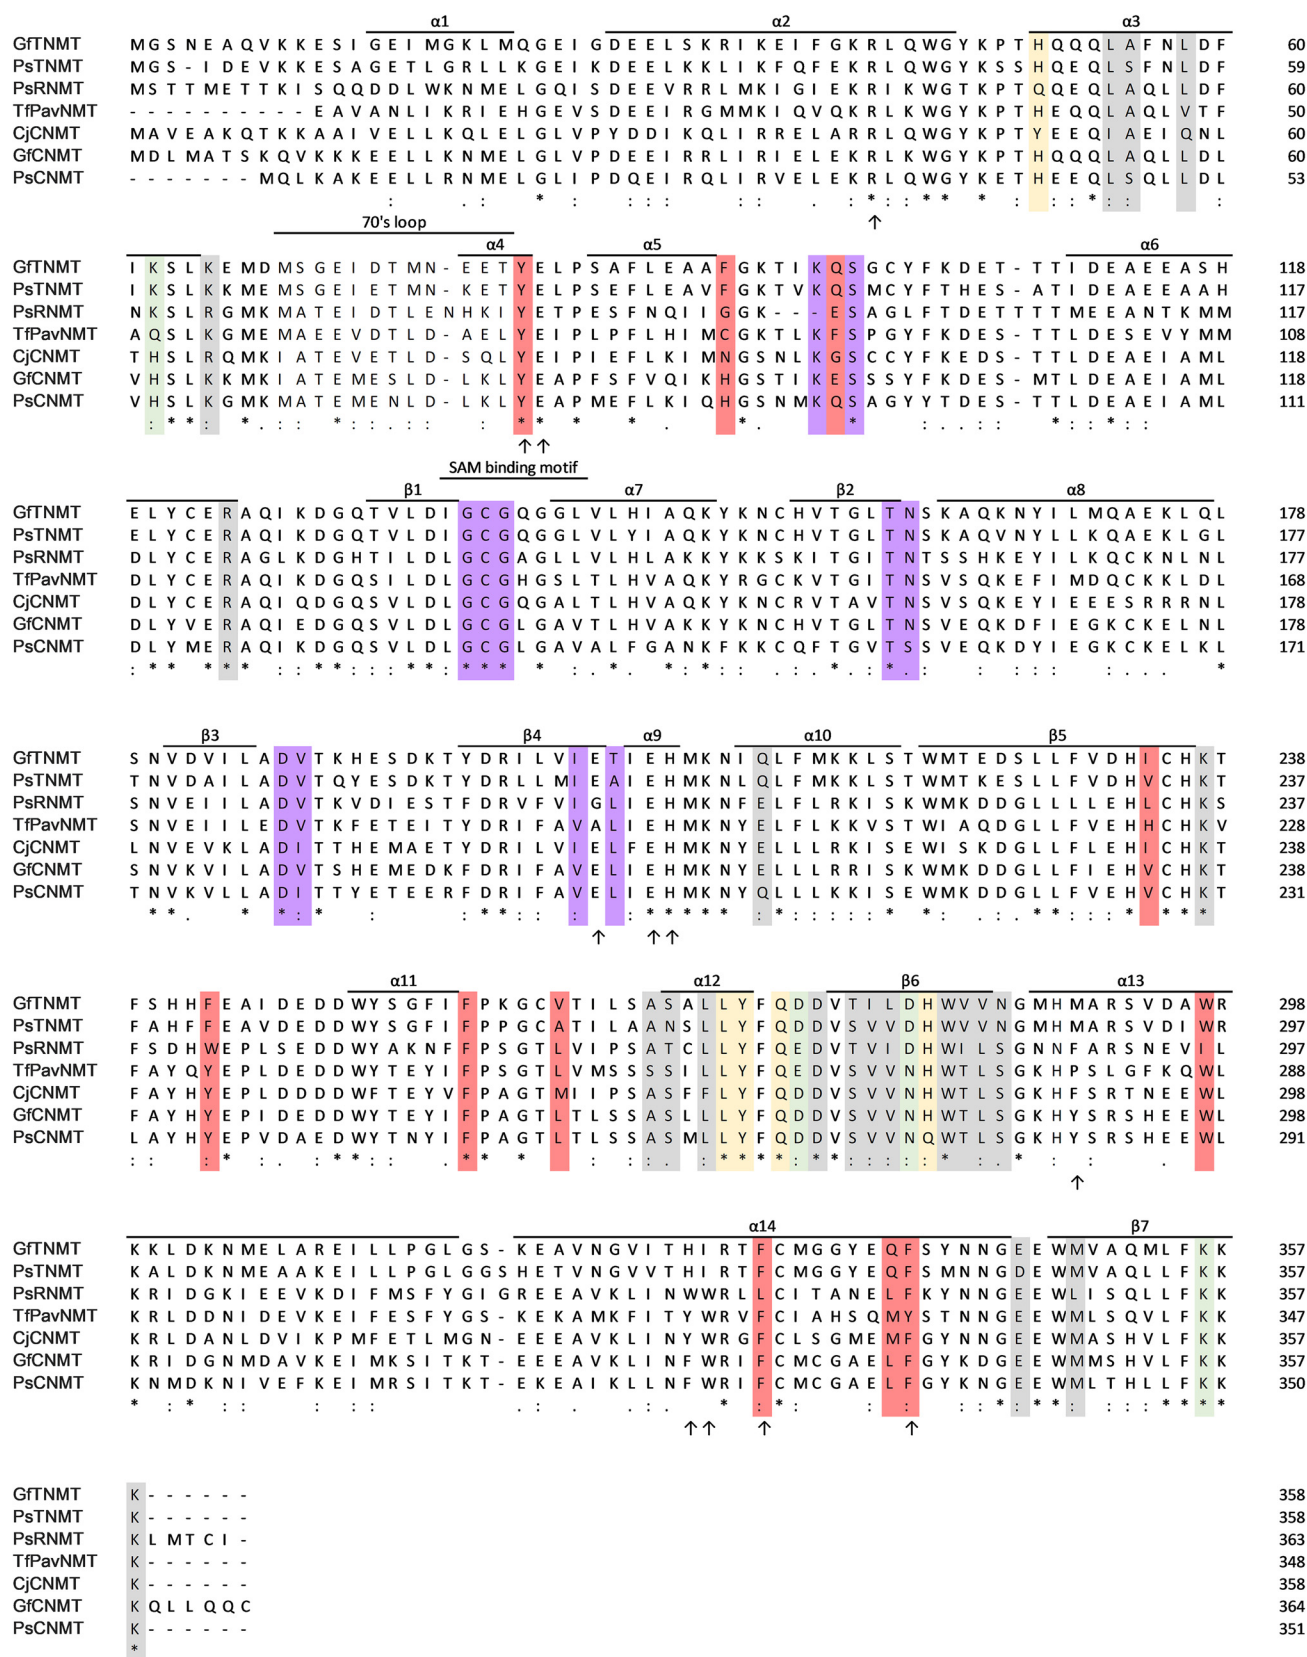 α1 α2 α3
GfTNMT M G S N E A Q V K K E S I G E I M G K L M Q G E I G D E E L S K R I K E I F G K R L Q W G Y K P T H Q Q Q L A F N L D F 60
PsTNMT M G S - I D E V K K E S A G E T L G R L L K G E I K D E E L K K L I K F Q F E K R L Q W G Y K S S H Q E Q L S F N L D F 59
PsRNMT M S T T M E T T K I S Q Q D D L W K N M E L G Q I S D E E V R R L M K I G I E K R I K W G T K P T Q Q E Q L A Q L L D F 60
TfPavNMT - - - - - - - - - - E A V A N L I K R I E H G E V S D E E I R G M M K I Q V Q K R L K W G Y K P T H E Q Q L A Q L V T F 50
CjCNMT M A V E A K Q T K K A A I V E L L K Q L E L G L V P Y D D I K Q L I R R E L A R R L Q W G Y K P T Y E E Q I A E I Q N L 60
GfCNMT M D L M A T S K Q V K K K E E L L K N M E L G L V P D E E I R R L I R I E L E K R L K W G Y K P T H Q Q Q L A Q L L D L 60
PsCNMT - - - - - - - M Q L K A K E E L L R N M E L G L I P D Q E I R Q L I R V E L E K R L Q W G Y K E T H E E Q L S Q L L D L 53
: . : * : : : : : * : * * * : : : * : : :
↑
70's loop
α4 α5 α6
GfTNMT I K S L K E M D M S G E I D T M N - E E T Y E L P S A F L E A A F G K T I K Q S G C Y F K D E T - T T I D E A E E A S H 118
PsTNMT I K S L K K M E M S G E I E T M N - K E T Y E L P S E F L E A V F G K T V K Q S M C Y F T H E S - A T I D E A E E A A H 117
PsRNMT N K S L R G M K M A T E I D T L E N H K I Y E T P E S F N Q I I G G K - - - E S A G L F T D E T T T T M E E A N T K M M 117
TfPavNMT A Q S L K G M E M A E E V D T L D - A E L Y E I P L P F L H I M C G K T L K F S P G Y F K D E S - T T L D E S E V Y M M 108
CjCNMT T H S L R Q M K I A T E V E T L D - S Q L Y E I P I E F L K I M N G S N L K G S C C Y F K E D S - T T L D E A E I A M L 118
GfCNMT V H S L K K M K I A T E M E S L D - L K L Y E A P F S F V Q I K H G S T I K E S S S Y F K D E S - M T L D E A E I A M L 118
PsCNMT V H S L K G M K M A T E M E N L D - L K L Y E A P M E F L K I Q H G S N M K Q S A G Y Y T D E S - T T L D E A E I A M L 111
: * * : * . : : * : : . : : : * * * * * . * : . : . : * : : * : :
↑ ↑
SAM binding motif
β1 α7 β2 α8
GfTNMT E L Y C E R A Q I K D G Q T V L D I G C G Q G G L V L H I A Q K Y K N C H V T G L T N S K A Q K N Y I L M Q A E K L Q L 178
PsTNMT E L Y C E R A Q I K D G Q T V L D I G C G Q G G L V L Y I A Q K Y K N C H V T G L T N S K A Q V N Y L L K Q A E K L G L 177
PsRNMT D L Y C E R A G L K D G H T I L D L G C G A G L L V L H L A K K Y K K S K I T G I T N T S S H K E Y I L K Q C K N L N L 177
TfPavNMT D L Y C E R A Q I K D G Q S I L D L G C G H G S L T L H V A Q K Y R G C K V T G I T N S V S Q K E F I M D Q C K K L D L 168
CjCNMT D L Y C E R A Q I Q D G Q S V L D L G C G Q G A L T L H V A Q K Y K N C R V T A V T N S V S Q K E Y I E E E S R R R N L 178
GfCNMT D L Y V E R A Q I E D G Q S V L D L G C G L G A V T L H V A K K Y K N C H V T G L T N S V E Q K D F I E G K C K E L N L 178
PsCNMT D L Y M E R A Q I K D G Q S V L D L G C G L G A V A L F G A N K F K K C Q F T G V T S S V E Q K D Y I E G K C K E L K L 171
: * * * * * : : * * : : * * : * * * * : . . * * * : : . : * . : * . : : : : : : . . . *
β3 β4 α9 α10 β5
GfTNMT S N V D V I L A D V T K H E S D K T Y D R I L V I E T I E H M K N I Q L F M K K L S T W M T E D S L L F V D H I C H K T 238
PsTNMT T N V D A I L A D V T Q Y E S D K T Y D R L L M I E A I E H M K N L Q L F M K K L S T W M T K E S L L F V D H V C H K T 237
PsRNMT S N V E I I L A D V T K V D I E S T F D R V F V I G L I E H M K N F E L F L R K I S K W M K D D G L L L L E H L C H K S 237
TfPavNMT S N V E I I L E D V T K F E T E I T Y D R I F A V A L I E H M K N Y E L F L K K V S T W I A Q D G L L F V E H H C H K V 228
CjCNMT L N V E V K L A D I T T H E M A E T Y D R I L V I E L F E H M K N Y E L L L R K I S E W I S K D G L L F L E H I C H K T 238
GfCNMT S N V K V I L A D V T S H E M E D K F D R I F A V E L I E H M K N Y E L L L R R I S K W M K D D G L L F I E H V C H K T 238
PsCNMT T N V K V L L A D I T T Y E T E E R F D R I F A V E L I E H M K N Y Q L L L K K I S E W M K D D G L L F V E H V C H K T 231
* * . * * : * : : * * : : : : * * * * * : * : : : : : * * : . : . * * : : * * * *
↑ ↑ ↑
α11 α12 β6 α13
GfTNMT F S H H F E A I D E D D W Y S G F I F P K G C V T I L S A S A L L Y F Q D D V T I L D H W V V N G M H M A R S V D A W R 298
PsTNMT F A H F F E A V D E D D W Y S G F I F P P G C A T I L A A N S L L Y F Q D D V S V V D H W V V N G M H M A R S V D I W R 297
PsRNMT F S D H W E P L S E D D W Y A K N F F P S G T L V I P S A T C L L Y F Q E D V T V I D H W I L S G N N F A R S N E V I L 297
TfPavNMT F A Y Q Y E P L D E D D W Y T E Y I F P S G T L V M S S S S I L L Y F Q E D V S V V N H W T L S G K H P S L G F K Q W L 288
CjCNMT F A Y H Y E P L D D D D W F T E Y V F P A G T M I I P S A S F F L Y F Q D D V S V V N H W T L S G K H F S R T N E E W L 298
GfCNMT F A Y H Y E P I D E D D W Y T E Y I F P A G T L T L S S A S L L L Y F Q D D V S V V N H W T L S G K H Y S R S H E E W L 298
PsCNMT L A Y H Y E P V D A E D W Y T N Y I F P A G T L T L S S A S M L L Y F Q D D V S V V N Q W T L S G K H Y S R S H E E W L 291
: : : * : . : * * : : . * * * : : : : . : * * * * : * * : : : : : * : . * : : .
↑
α14 β7
GfTNMT K K L D K N M E L A R E I L L P G L G S - K E A V N G V I T H I R T F C M G G Y E Q F S Y N N G E E W M V A Q M L F K K 357
PsTNMT K A L D K N M E A A K E I L L P G L G G S H E T V N G V V T H I R T F C M G G Y E Q F S M N N G D E W M V A Q L L F K K 357
PsRNMT K R I D G K I E E V K D I F M S F Y G I G R E E A V K L I N W W R L L C I T A N E L F K Y N N G E E W L I S Q L L F K K 357
TfPavNMT K R L D D N I D E V K E I F E S F Y G S - K E K A M K F I T Y W R V F C I A H S Q M Y S T N N G E E W M L S Q V L F K K 347
CjCNMT K R L D A N L D V I K P M F E T L M G N - E E E A V K L I N Y W R G F C L S G M E M F G Y N N G E E W M A S H V L F K K 357
GfCNMT K R I D G N M D A V K E I M K S I T K T - E E E A V K L I N F W R I F C M C G A E L F G Y K D G E E W M M S H V L F K K 357
PsCNMT K N M D K N I V E F K E I M R S I T K T - E K E A I K L L N F W R I F C M C G A E L F G Y K N G E E W M L T H L L F K K 350
* : * : : : : : . : . : : . * : * : : : : : * : * * : : : : * * * *
↑ ↑ ↑ ↑
GfTNMT K - - - - - - 358
PsTNMT K - - - - - - 358
PsRNMT K L M T C I - 363
TfPavNMT K - - - - - - 348
CjCNMT K - - - - - - 358
GfCNMT K Q L L Q Q C 364
PsCNMT K - - - - - - 351
*